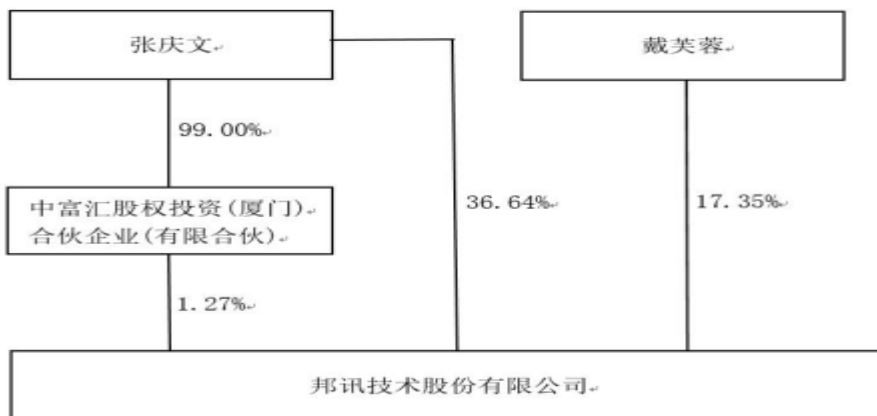 张庆文
戴芙蓉
99.00%
中富汇股权投资(厦门)
合伙企业(有限合伙)
36.64%
17.35%
1.27%
邦讯技术股份有限公司